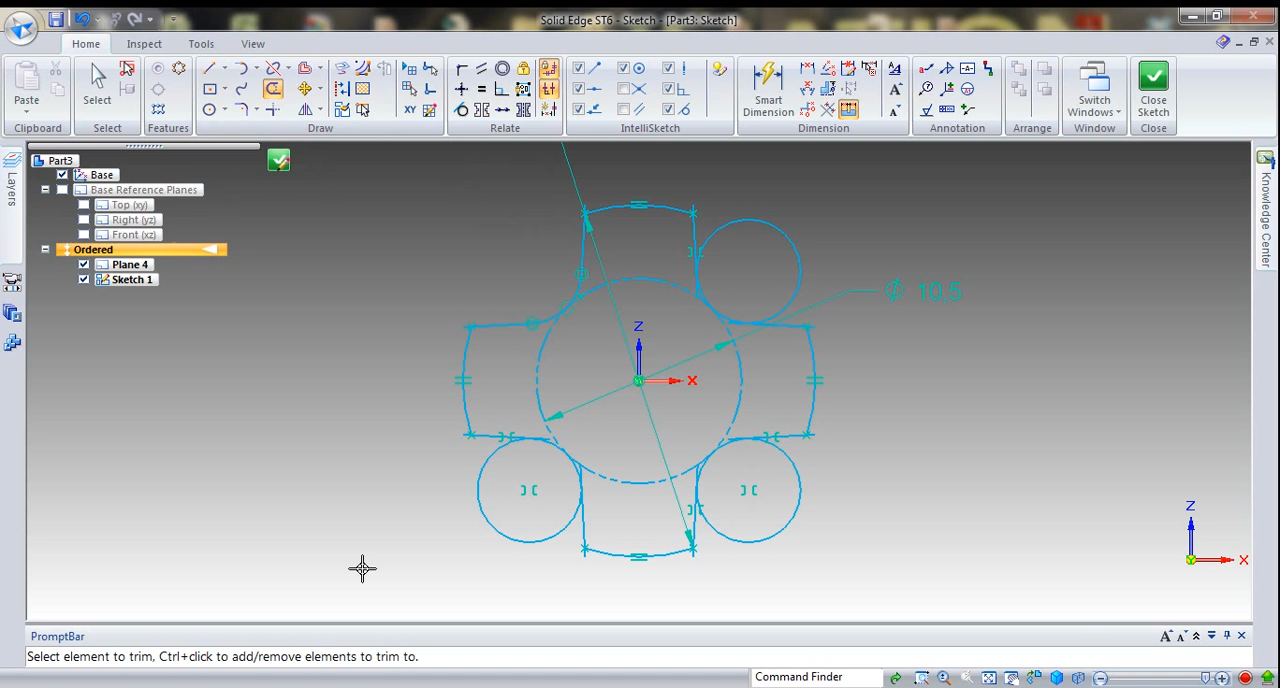 Solid Edge ST6 - Sketch - [Part3: Sketch]
Home Inspect Tools View
Paste Select Smart Dimension Switch Windows Close Sketch
Clipboard Select Features Draw Relate IntelliSketch Dimension Annotation Arrange Window Close
XY A A A A
Layers
Part3
Base
Base Reference Planes
Top (xy)
Right (yz)
Front (xz)
Ordered
Plane 4
Sketch 1
10,5
Z
X
Z
X
Knowledge Center
PromptBar
Select element to trim, Ctrl+click to add/remove elements to trim to.
Command Finder